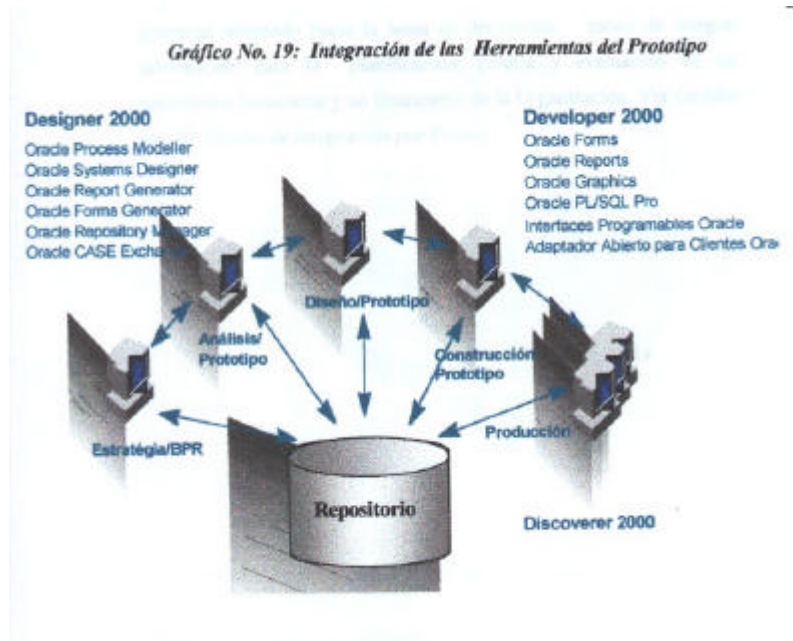 Gráfico No. 19: Integración de las Herramientas del Prototipo
Designer 2000
Oracle Process Modeller
Oracle Systems Designer
Oracle Report Generator
Oracle Forms Generator
Oracle Repository
Oracle CASE
Developer 2000
Oracle Forms
Oracle Reports
Oracle Graphics
Oracle PL/SQL Pro
Interfaces Programables Oracle
Adaptador Abierto para Clientes Ora
Diseño/Prototipo
Análisis/
Prototipo
Construcción
Prototipo
Estratégia/BPR
Producción
Repositorio
Discoverer 2000